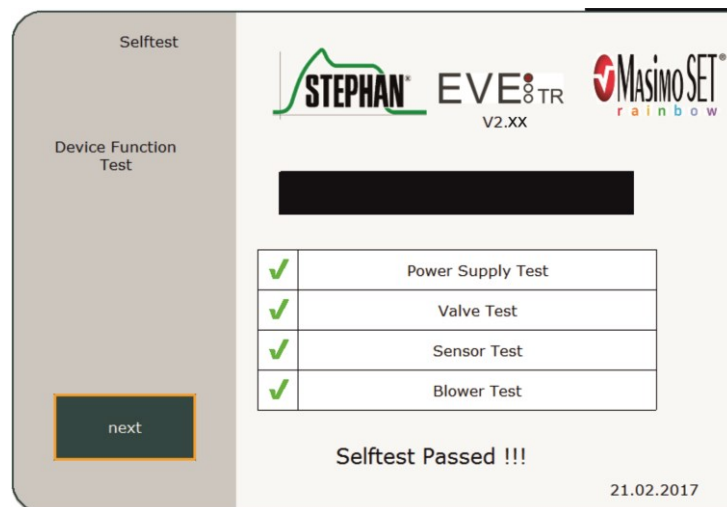 Selftest
Device Function
Test
next
STEPHAN®
EVE TR
V2.XX
Masimo SET®
rainbow
Power Supply Test
Valve Test
Sensor Test
Blower Test
Selftest Passed !!!
21.02.2017